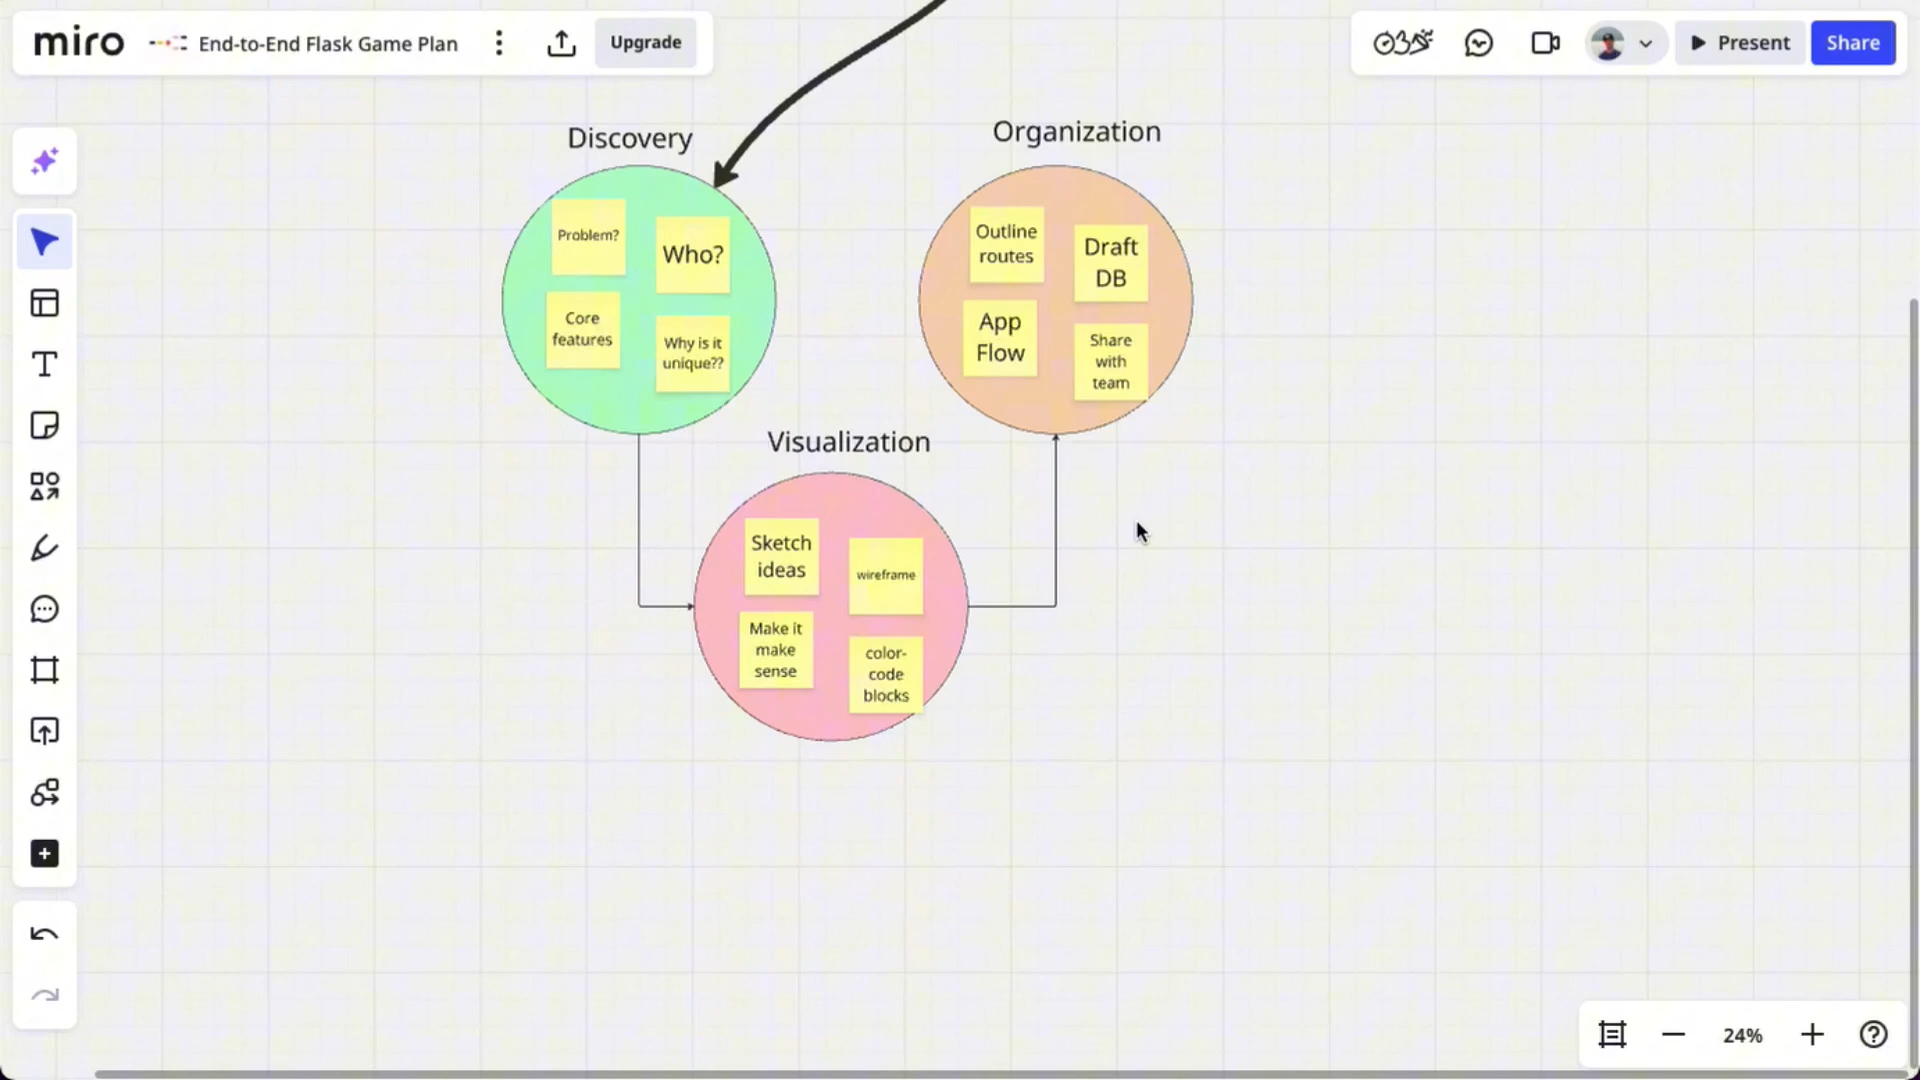 miro
End-to-End Flask Game Plan
Upgrade
Present
Share
Discovery
Problem?
Who?
Core
features
Why is it
unique??
Organization
Outline
routes
Draft
DB
App
Flow
Share
with
team
Visualization
Sketch
ideas
wireframe
Make it
make
sense
color-
code
blocks
24%